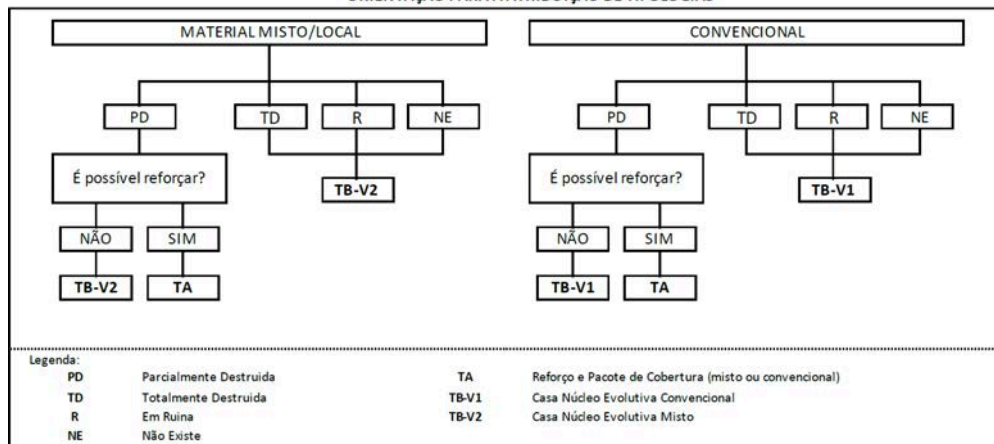 MATERIAL MISTO/LOCAL
CONVENCIONAL
PD
TD
R
NE
PD
TD
R
NE
É possível reforçar?
TB-V2
É possível reforçar?
TB-V1
NÃO
SIM
NÃO
SIM
TB-V2
TA
TB-V1
TA
Legenda:
PD Parcialmente Destruida TA Reforço e Pacote de Cobertura (misto ou convencional)
TD Totalmente Destruida TB-V1 Casa Núcleo Evolutiva Convencional
R Em Ruina TB-V2 Casa Núcleo Evolutiva Misto
NE Não Existe